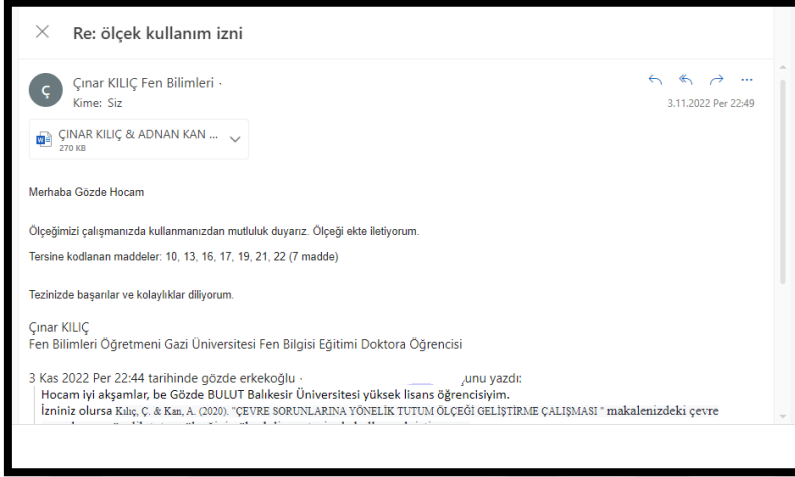 Re: ölçek kullanım izni
Ç
Çınar KILIÇ Fen Bilimleri ·
Kime: Siz
3.11.2022 Per 22:49
ÇINAR KILIÇ & ADNAN KAN ...
270 KB
Merhaba Gözde Hocam
Ölçeğimizi çalışmanızda kullanmanızdan mutluluk duyarız. Ölçeği ekte iletiyorum.
Tersine kodlanan maddeler: 10, 13, 16, 17, 19, 21, 22 (7 madde)
Tezinizde başarılar ve kolaylıklar diliyorum.
Çınar KILIÇ
Fen Bilimleri Öğretmeni Gazi Üniversitesi Fen Bilgisi Eğitimi Doktora Öğrencisi
3 Kas 2022 Per 22:44 tarihinde gözde erkekoğlu · unu yazdı:
Hocam iyi akşamlar, be Gözde BULUT Balıkesir Üniversitesi yüksek lisans öğrencisiyim.
İzniniz olursa Kılıç, Ç. & Kan, A. (2020). "ÇEVRE SORUNLARINA YÖNELİK TUTUM ÖLÇEĞİ GELİŞTİRME ÇALIŞMASI " makalenizdeki çevre